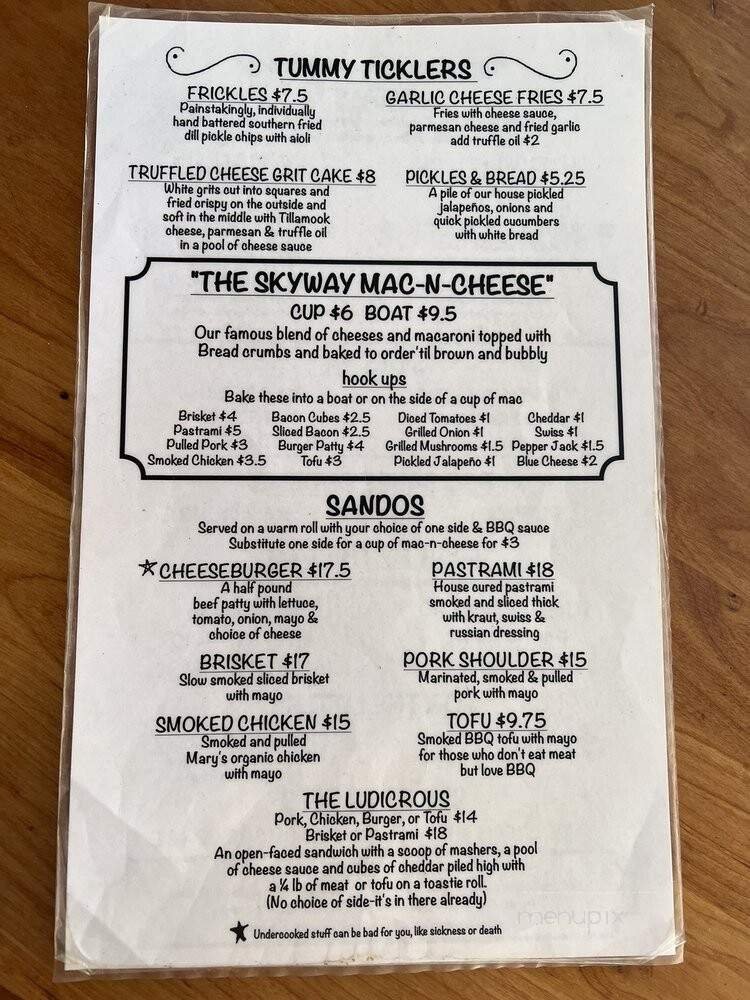 TUMMY TICKLERS
FRICKLES $7.5
Painstakingly, individually
hand battered southern fried
dill pickle chips with aioli
GARLIC CHEESE FRIES $7.5
Fries with cheese sauce,
parmesan cheese and fried garlic
add truffle oil $2
TRUFFLED CHEESE GRIT CAKE $8
White grits cut into squares and
fried crispy on the outside and
soft in the middle with Tillamook
cheese, parmesan & truffle oil
in a pool of cheese sauce
PICKLES & BREAD $5.25
A pile of our house pickled
jalapeños, onions and
quick pickled cucumbers
with white bread
"THE SKYWAY MAC-N-CHEESE"
CUP $6 BOAT $9.5
Our famous blend of cheeses and macaroni topped with
Bread crumbs and baked to order'til brown and bubbly
hook ups
Bake these into a boat or on the side of a cup of mac
Brisket $4 Bacon Cubes $2.5 Diced Tomatoes $1 Cheddar $1
Pastrami $5 Sliced Bacon $2.5 Grilled Onion $1 Swiss $1
Pulled Pork $3 Burger Patty $4 Grilled Mushrooms $1.5 Pepper Jack $1.5
Smoked Chicken $3.5 Tofu $3 Pickled Jalapeño $1 Blue Cheese $2
SANDOS
Served on a warm roll with your choice of one side & BBQ sauce
Substitute one side for a cup of mac-n-cheese for $3
CHEESEBURGER $17.5
A half pound
beef patty with lettuce,
tomato, onion, mayo &
choice of cheese
PASTRAMI $18
House cured pastrami
smoked and sliced thick
with kraut, swiss &
russian dressing
BRISKET $17
Slow smoked sliced brisket
with mayo
PORK SHOULDER $15
Marinated, smoked & pulled
pork with mayo
SMOKED CHICKEN $15
Smoked and pulled
Mary's organic chicken
with mayo
TOFU $9.75
Smoked BBQ tofu with mayo
for those who don't eat meat
but love BBQ
THE LUDICROUS
Pork, Chicken, Burger, or Tofu $14
Brisket or Pastrami $18
An open-faced sandwich with a scoop of mashers, a pool
of cheese sauce and cubes of cheddar piled high with
a ¼ lb of meat or tofu on a toastie roll.
(No choice of side-it's in there already)
Undercooked stuff can be bad for you, like sickness or death
menupix